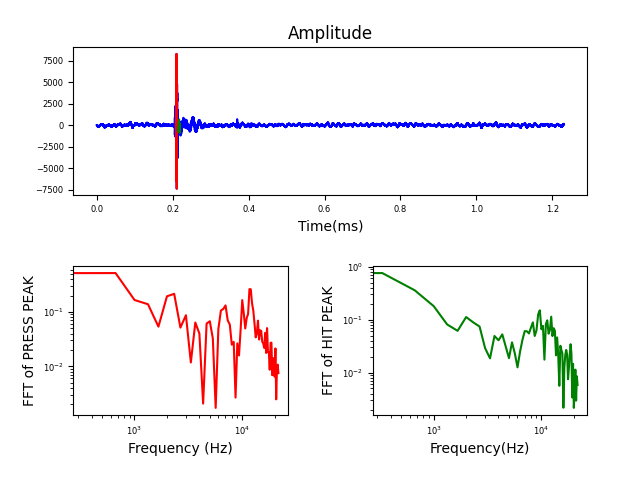 Amplitude
7500
5000
2500
0
−2500
−5000
−7500
0.0 0.2 0.4 0.6 0.8 1.0 1.2
Time(ms)
FFT of PRESS PEAK
10⁻¹
10⁻²
10³ 10⁴
Frequency (Hz)
FFT of HIT PEAK
10⁰
10⁻¹
10⁻²
10³ 10⁴
Frequency(Hz)